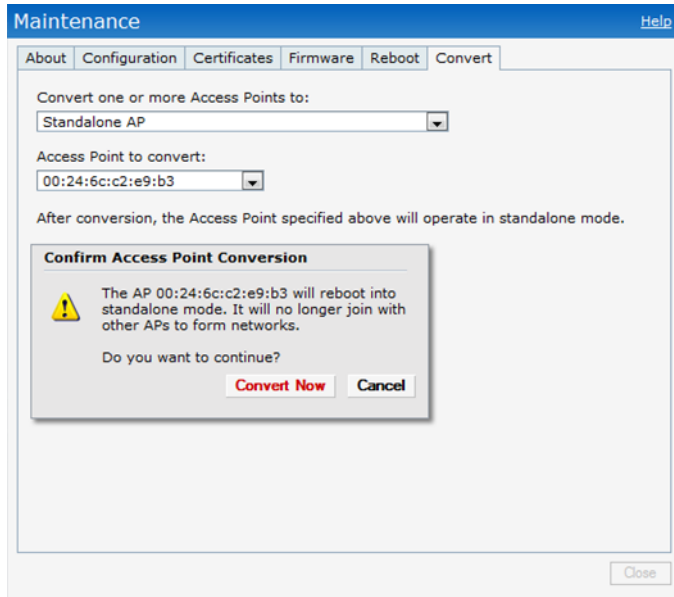 Maintenance
Help
About
Configuration
Certificates
Firmware
Reboot
Convert
Convert one or more Access Points to:
Standalone AP
Access Point to convert:
00:24:6c:c2:e9:b3
After conversion, the Access Point specified above will operate in standalone mode.
Confirm Access Point Conversion
The AP 00:24:6c:c2:e9:b3 will reboot into
standalone mode. It will no longer join with
other APs to form networks.
Do you want to continue?
Convert Now
Cancel
Close